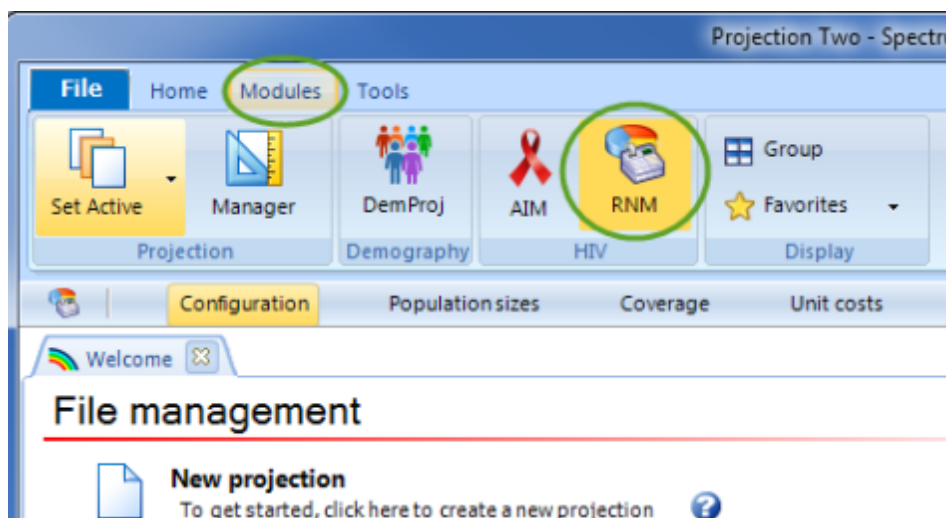 Projection Two - Spectr
File Home Modules Tools
Set Active Manager DemProj AIM RNM Group
Favorites
Projection Demography HIV Display
Configuration Population sizes Coverage Unit costs
Welcome
File management
New projection
To get started, click here to create a new projection